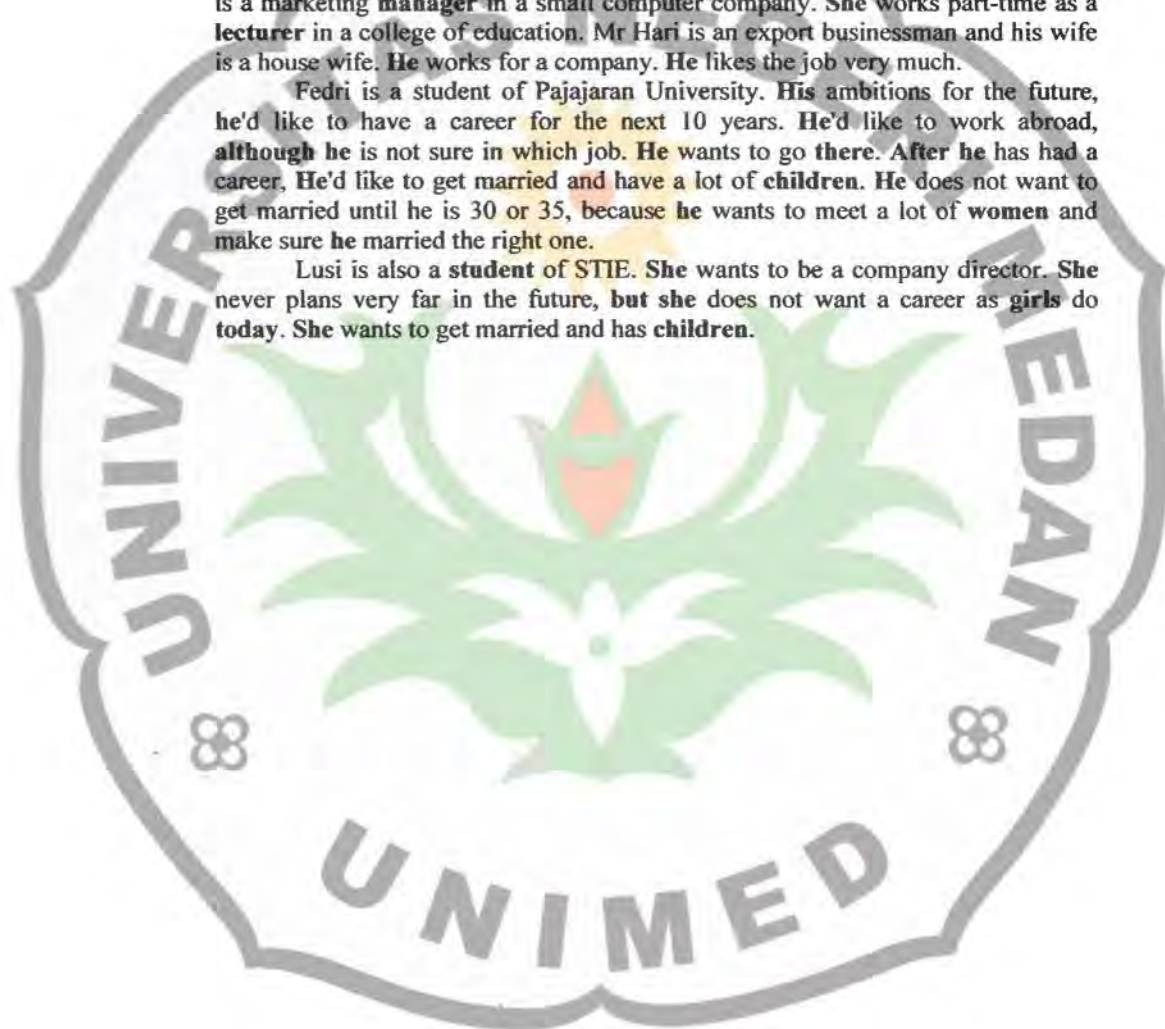 is a marketing manager in a small computer company. She works part-time as a
lecturer in a college of education. Mr Hari is an export businessman and his wife
is a house wife. He works for a company. He likes the job very much.
Fedri is a student of Pajajaran University. His ambitions for the future,
he'd like to have a career for the next 10 years. He'd like to work abroad,
although he is not sure in which job. He wants to go there. After he has had a
career, He'd like to get married and have a lot of children. He does not want to
get married until he is 30 or 35, because he wants to meet a lot of women and
make sure he married the right one.
Lusi is also a student of STIE. She wants to be a company director. She
never plans very far in the future, but she does not want a career as girls do
today. She wants to get married and has children.
UNIVERSITAS NEGERI MEDAN
UNIMED